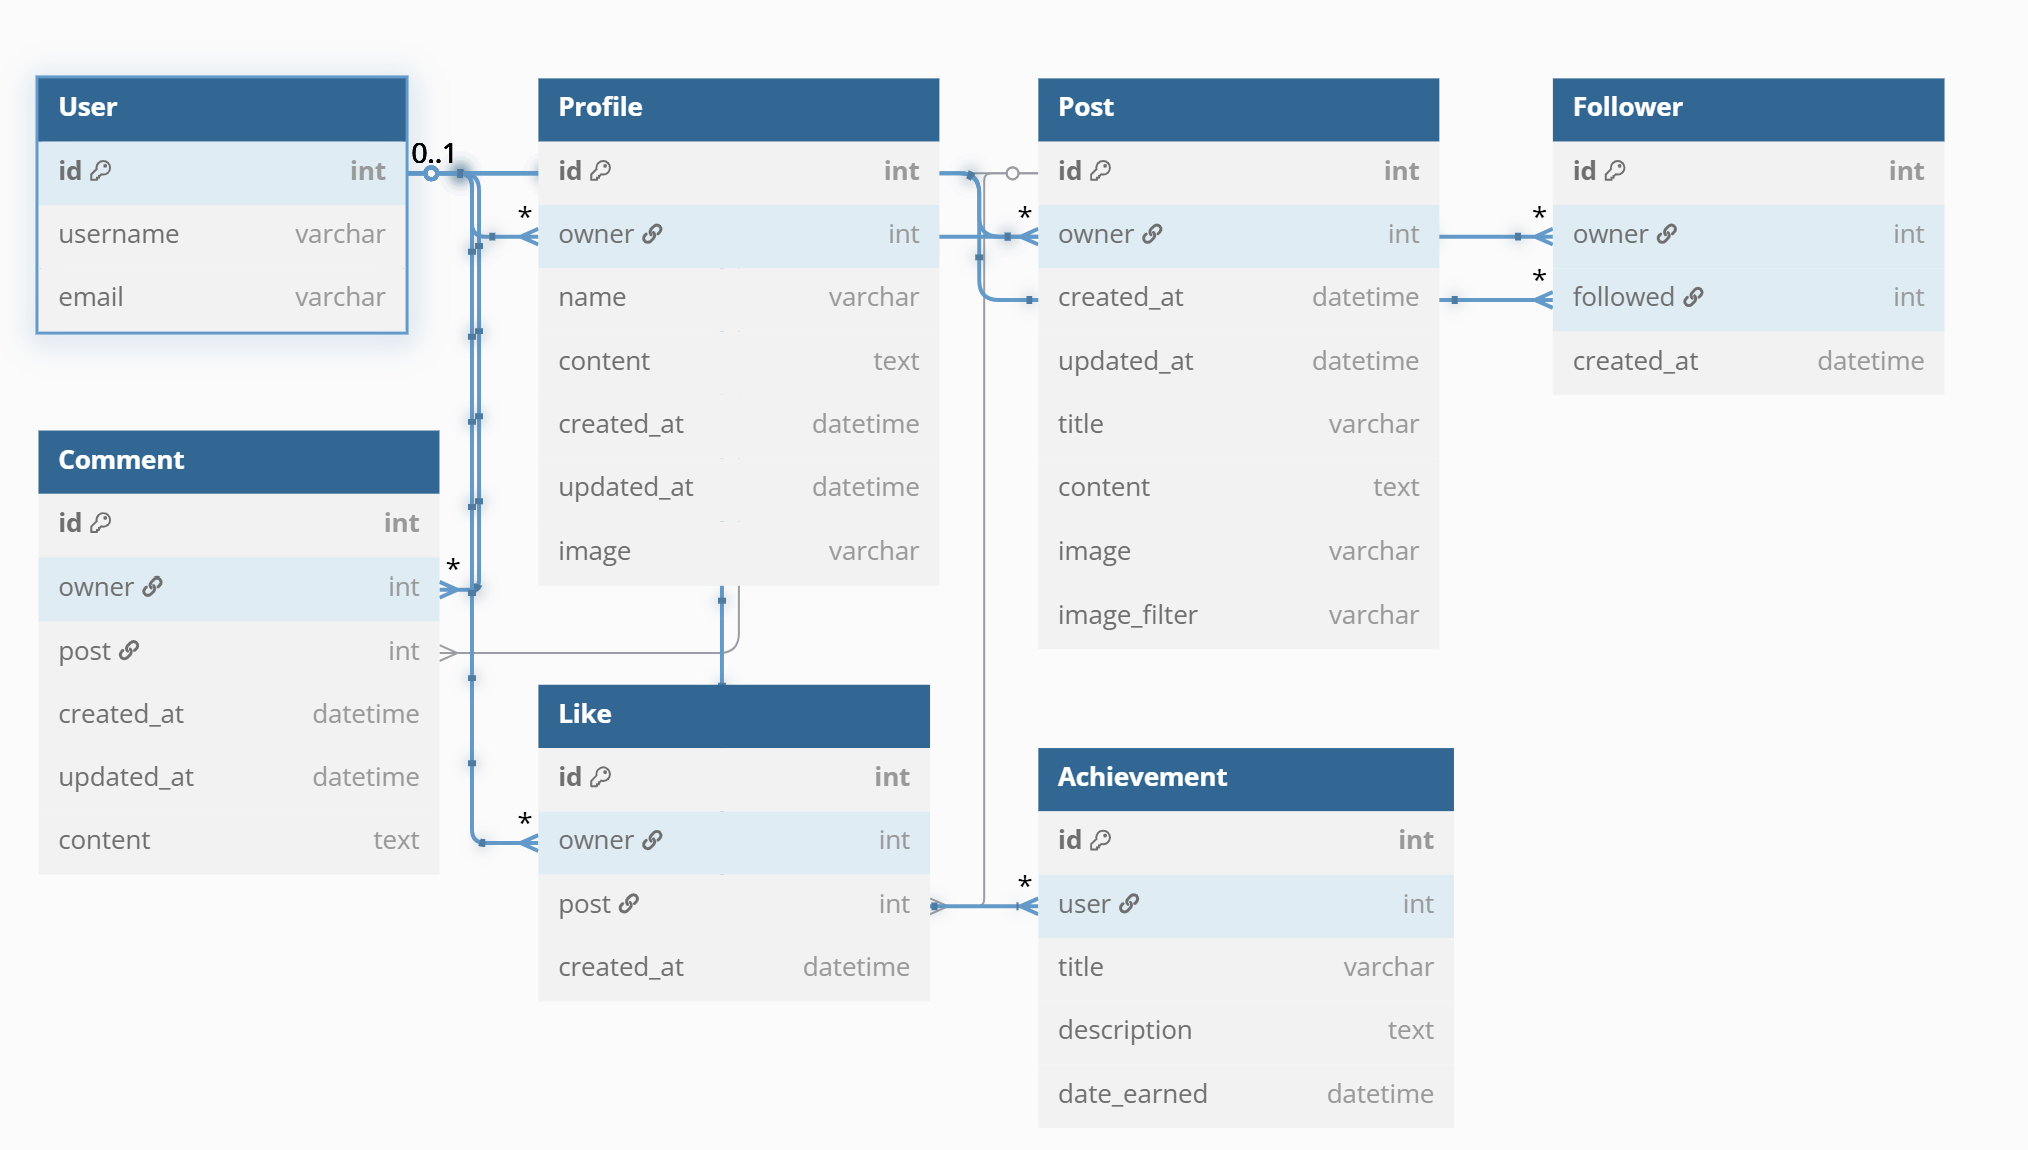 User
id int
username varchar
email varchar
0..1
Profile
id int
* owner int
name varchar
content text
created_at datetime
updated_at datetime
image varchar
Post
id int
* owner int
created_at datetime
updated_at datetime
title varchar
content text
image varchar
image_filter varchar
Follower
id int
* owner int
* followed int
created_at datetime
Comment
id int
owner int *
post int
created_at datetime
updated_at datetime
content text
Like
id int
* owner int
post int
created_at datetime
Achievement
id int
* user int
title varchar
description text
date_earned datetime